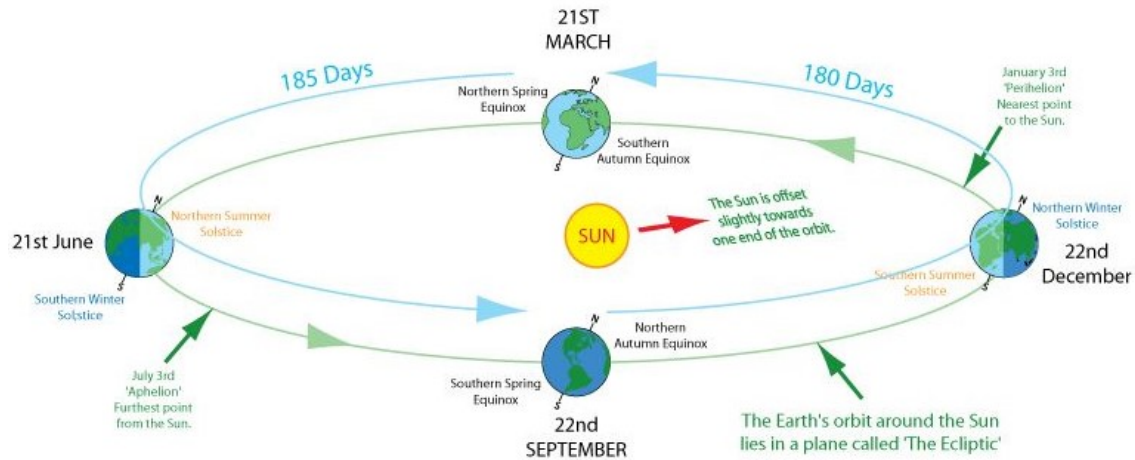 21ST
MARCH
185 Days
180 Days
January 3rd
'Perihelion'
Nearest point
to the Sun.
Northern Spring
Equinox
N
Southern
Autumn Equinox
S
21st June
N
Northern Summer
Solstice
S
Southern Winter
Sol;stice
SUN
The Sun is offset
slightly towards
one end of the orbit.
N
Northern Winter
Solstice
22nd
December
Southern Summer
Solstice
S
July 3rd
'Aphelion'
Furthest point
from the Sun.
N
Northern
Autumn Equinox
Southern Spring
Equinox
S
22nd
SEPTEMBER
The Earth's orbit around the Sun
lies in a plane called 'The Ecliptic'